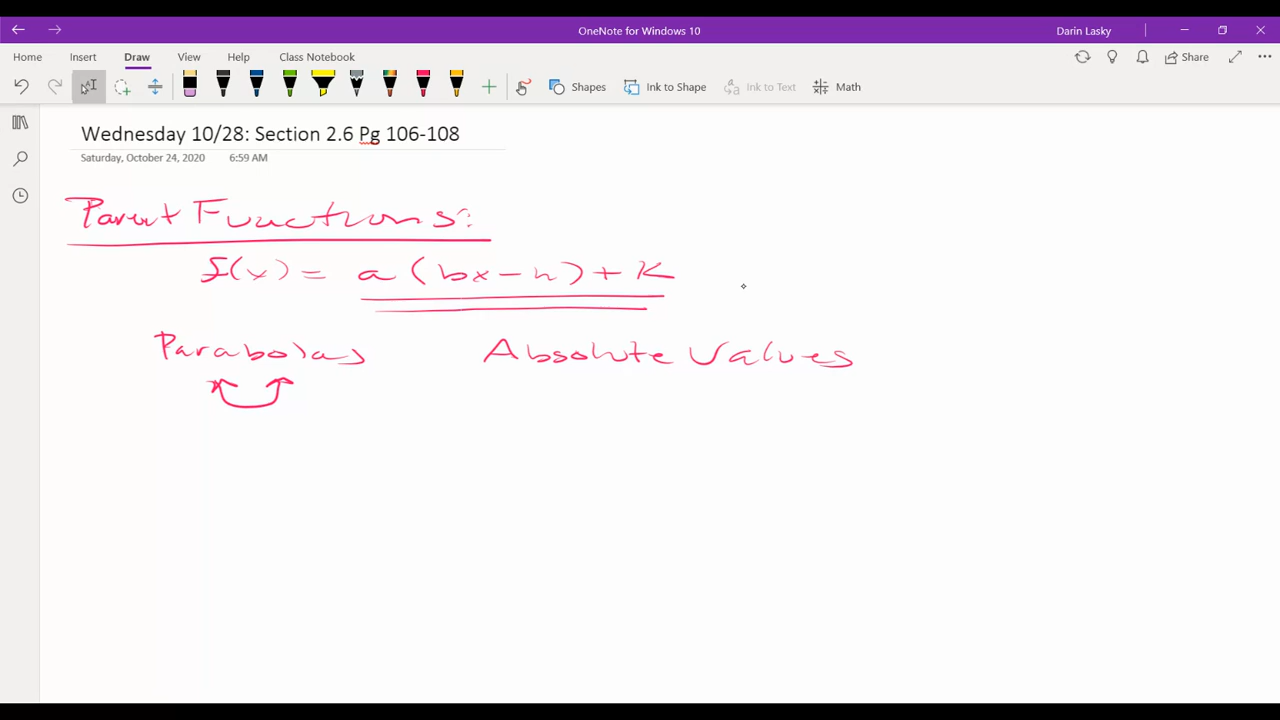 OneNote for Windows 10
Darin Lasky
Home Insert Draw View Help Class Notebook
Share
Shapes Ink to Shape Ink to Text Math
Wednesday 10/28: Section 2.6 Pg 106-108
Saturday, October 24, 2020 6:59 AM
Parent Functions:
f(x) = a(bx-h)+K
Parabolas Absolute Values